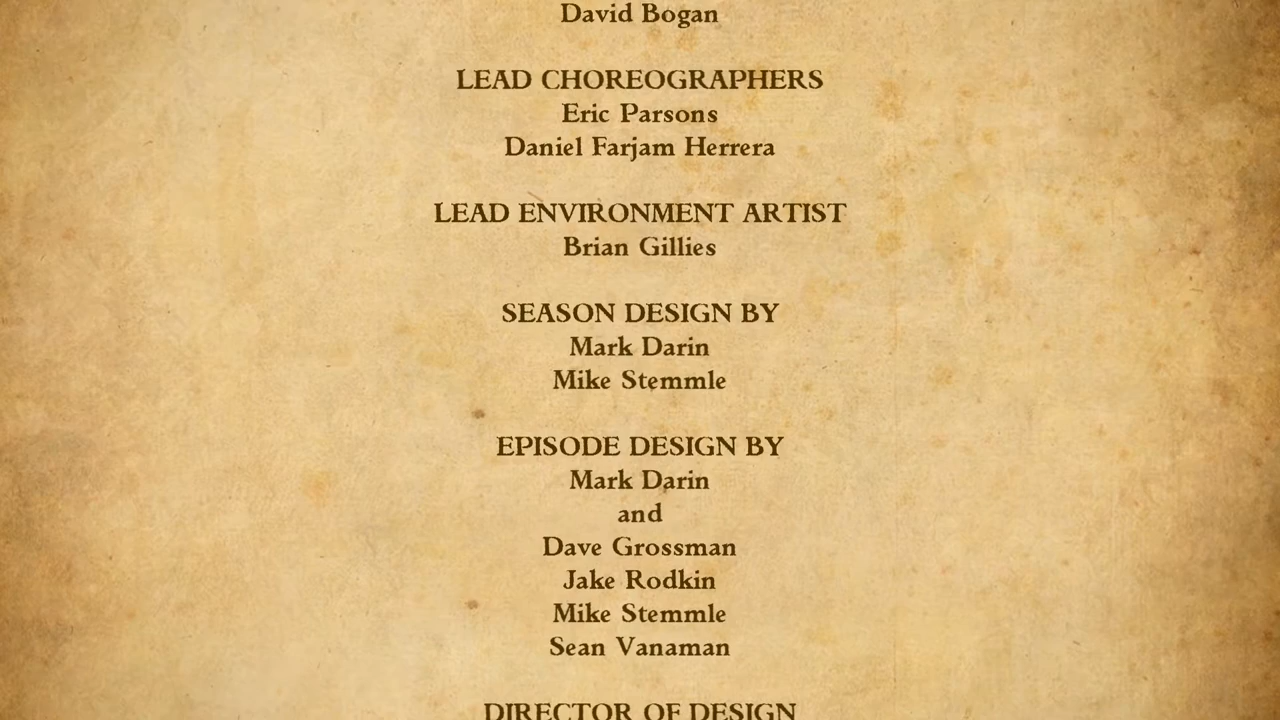 David Bogan
LEAD CHOREOGRAPHERS
Eric Parsons
Daniel Farjam Herrera
LEAD ENVIRONMENT ARTIST
Brian Gillies
SEASON DESIGN BY
Mark Darin
Mike Stemmle
EPISODE DESIGN BY
Mark Darin
and
Dave Grossman
Jake Rodkin
Mike Stemmle
Sean Vanaman
DIRECTOR OF DESIGN